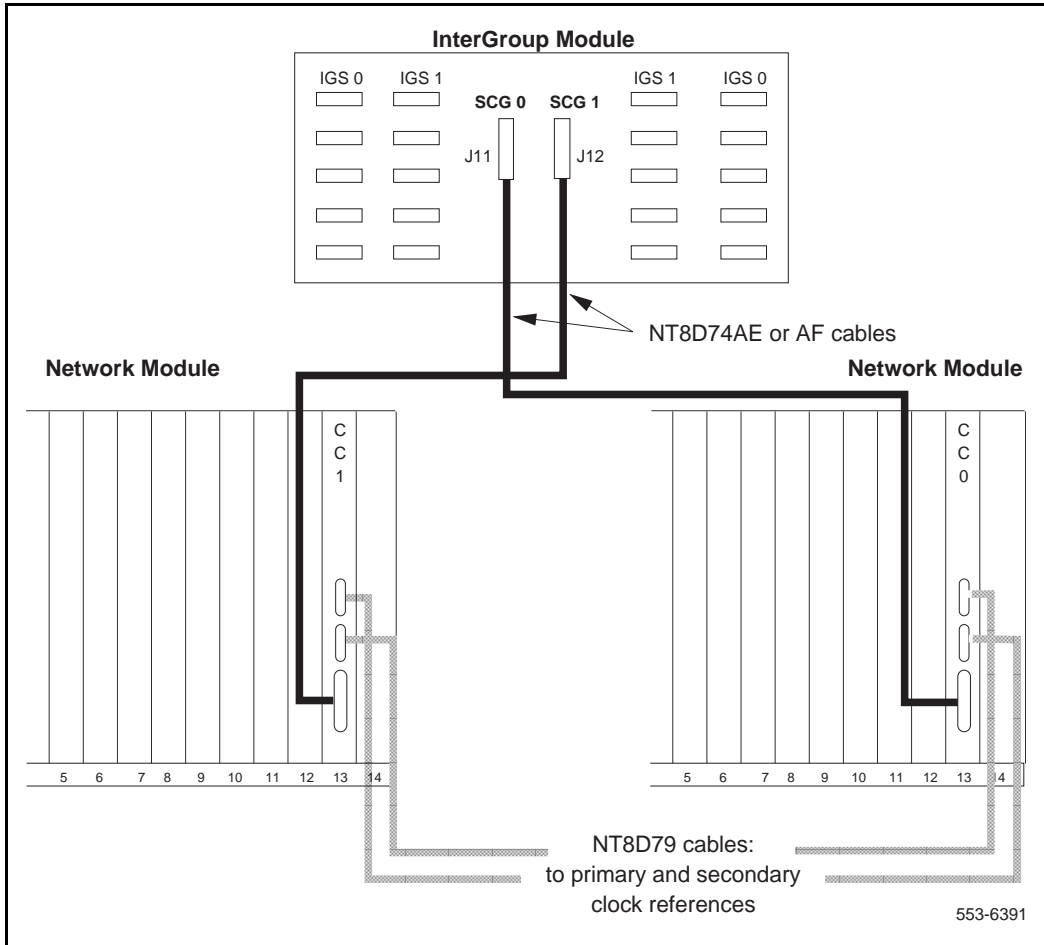 InterGroup Module
IGS 0 IGS 1 IGS 1 IGS 0
SCG 0 SCG 1
J11 J12
NT8D74AE or AF cables
Network Module Network Module
C
C
1
C
C
0
5 6 7 8 9 10 11 12 13 14
5 6 7 8 9 10 11 12 13 14
NT8D79 cables:
to primary and secondary
clock references
553-6391